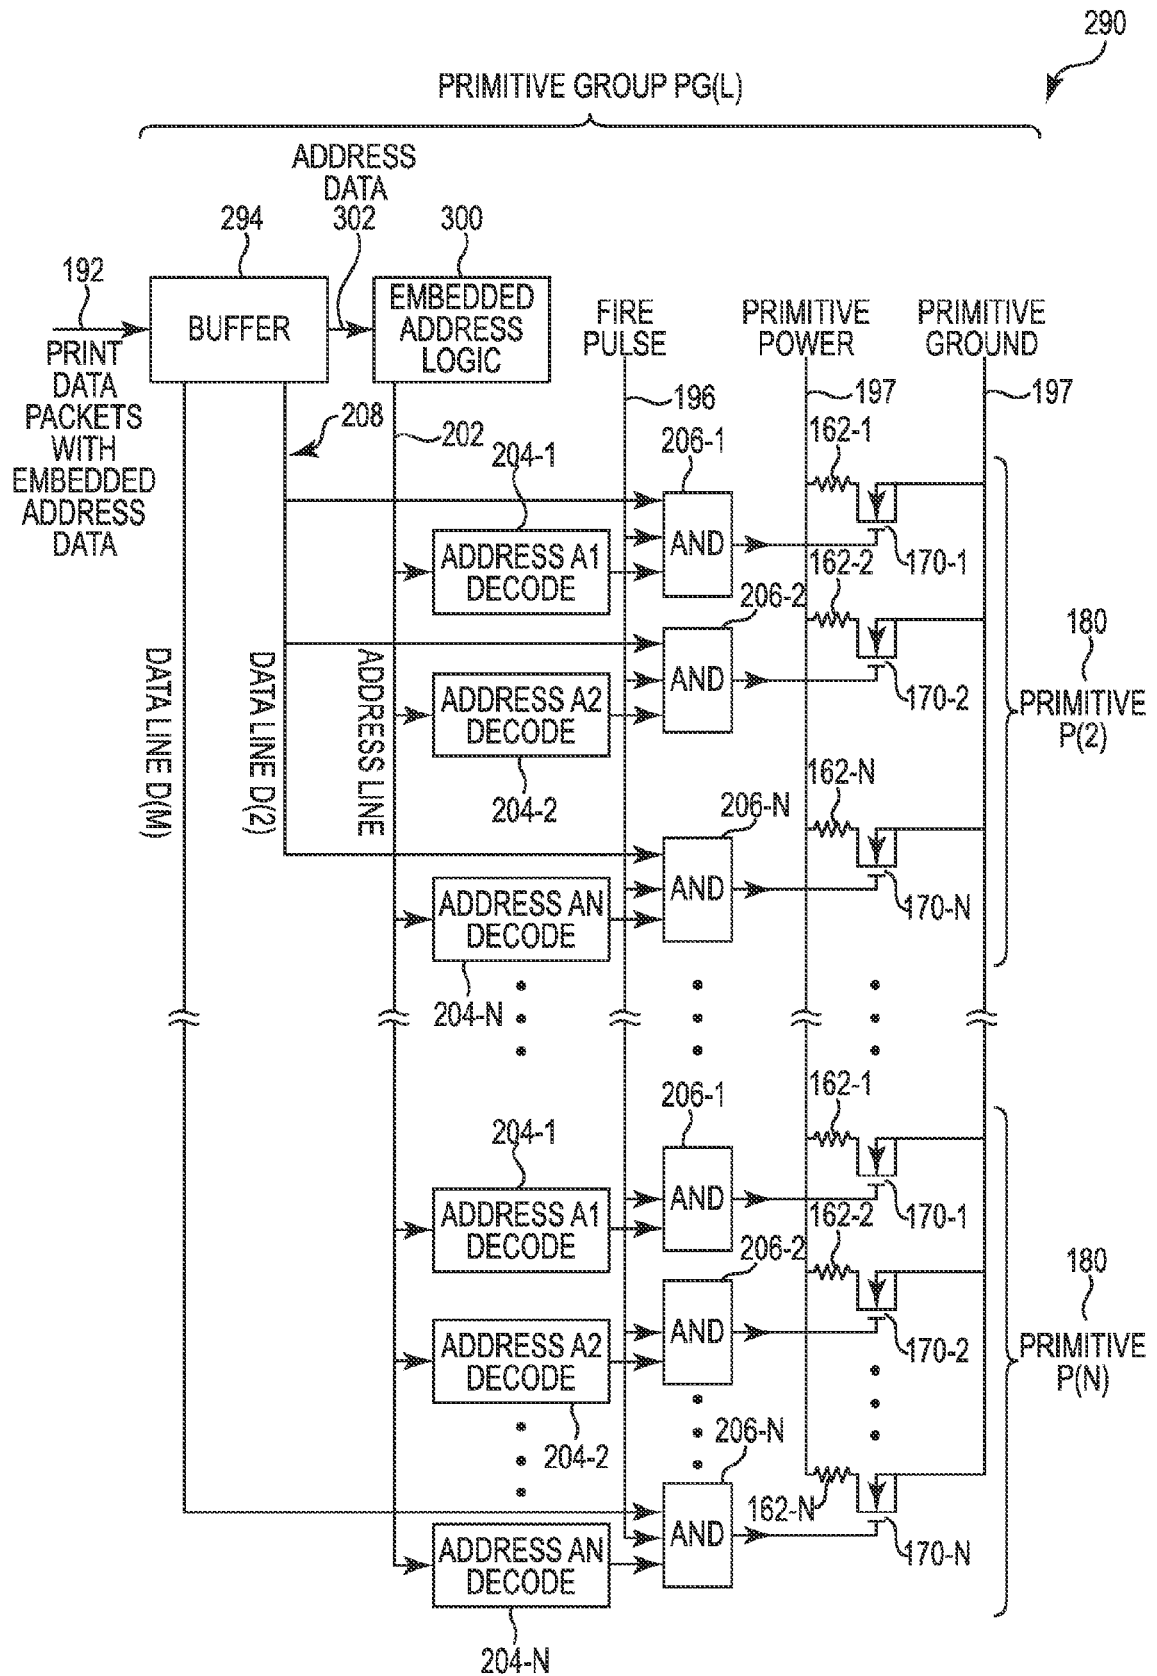 290
PRIMITIVE GROUP PG(L)
ADDRESS
DATA
294
302
300
192
BUFFER
EMBEDDED
ADDRESS
LOGIC
FIRE
PULSE
PRIMITIVE
POWER
PRIMITIVE
GROUND
PRINT
DATA
PACKETS
WITH
EMBEDDED
ADDRESS
DATA
208
202
196
197
197
204-1
206-1
162-1
ADDRESS A1
DECODE
AND
170-1
162-2
206-2
180
PRIMITIVE
P(2)
DATA LINE D(M)
DATA LINE D(2)
ADDRESS LINE
ADDRESS A2
DECODE
AND
170-2
204-2
162-N
206-N
ADDRESS AN
DECODE
AND
170-N
204-N
162-1
206-1
204-1
ADDRESS A1
DECODE
AND
170-1
162-2
206-2
180
PRIMITIVE
P(N)
ADDRESS A2
DECODE
AND
170-2
204-2
206-N
162-N
ADDRESS AN
DECODE
AND
170-N
204-N